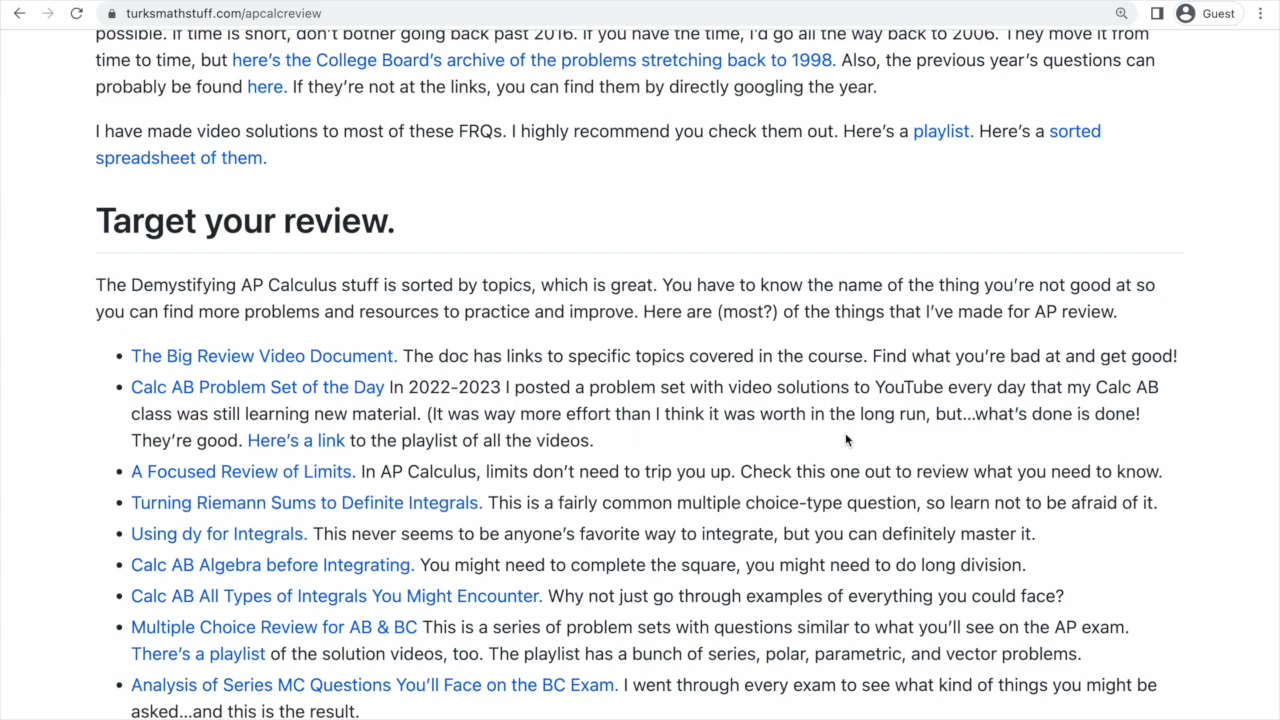 turksmathstuff.com/apcalcreview
Guest
possible. If time is short, don't bother going back past 2016. If you have the time, I'd go all the way back to 2006. They move it from
time to time, but here's the College Board's archive of the problems stretching back to 1998. Also, the previous year's questions can
probably be found here. If they're not at the links, you can find them by directly googling the year.
I have made video solutions to most of these FRQs. I highly recommend you check them out. Here's a playlist. Here's a sorted
spreadsheet of them.
Target your review.
The Demystifying AP Calculus stuff is sorted by topics, which is great. You have to know the name of the thing you're not good at so
you can find more problems and resources to practice and improve. Here are (most?) of the things that I've made for AP review.
• The Big Review Video Document. The doc has links to specific topics covered in the course. Find what you're bad at and get good!
• Calc AB Problem Set of the Day In 2022-2023 I posted a problem set with video solutions to YouTube every day that my Calc AB
class was still learning new material. (It was way more effort than I think it was worth in the long run, but...what's done is done!
They're good. Here's a link to the playlist of all the videos.
• A Focused Review of Limits. In AP Calculus, limits don't need to trip you up. Check this one out to review what you need to know.
• Turning Riemann Sums to Definite Integrals. This is a fairly common multiple choice-type question, so learn not to be afraid of it.
• Using dy for Integrals. This never seems to be anyone's favorite way to integrate, but you can definitely master it.
• Calc AB Algebra before Integrating. You might need to complete the square, you might need to do long division.
• Calc AB All Types of Integrals You Might Encounter. Why not just go through examples of everything you could face?
• Multiple Choice Review for AB & BC This is a series of problem sets with questions similar to what you'll see on the AP exam.
There's a playlist of the solution videos, too. The playlist has a bunch of series, polar, parametric, and vector problems.
• Analysis of Series MC Questions You'll Face on the BC Exam. I went through every exam to see what kind of things you might be
asked...and this is the result.